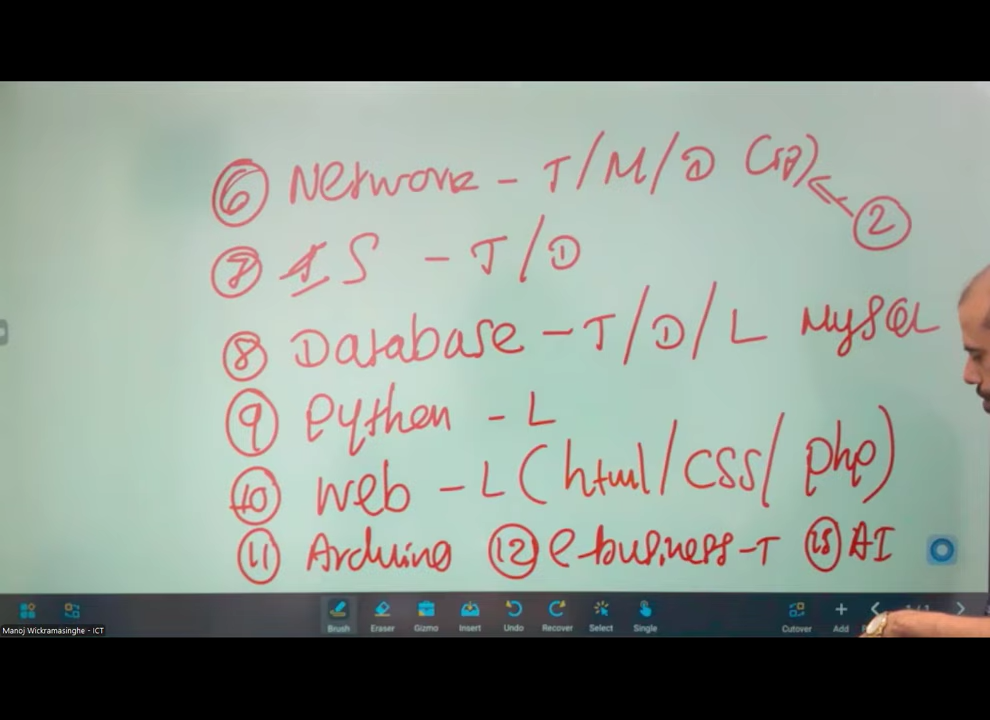 ⑥ Network - T/M/D (IP) ②
⑦ IS - T/D
⑧ Database - T/D/L MySQL
⑨ Python - L
⑩ Web - L (html/css/php)
⑪ Arduino ⑫ e-business - T ⑬ AI
Brush Eraser Gizmo Insert Undo Recover Select Single Cutover Add
Manoj Wickramasinghe - ICT